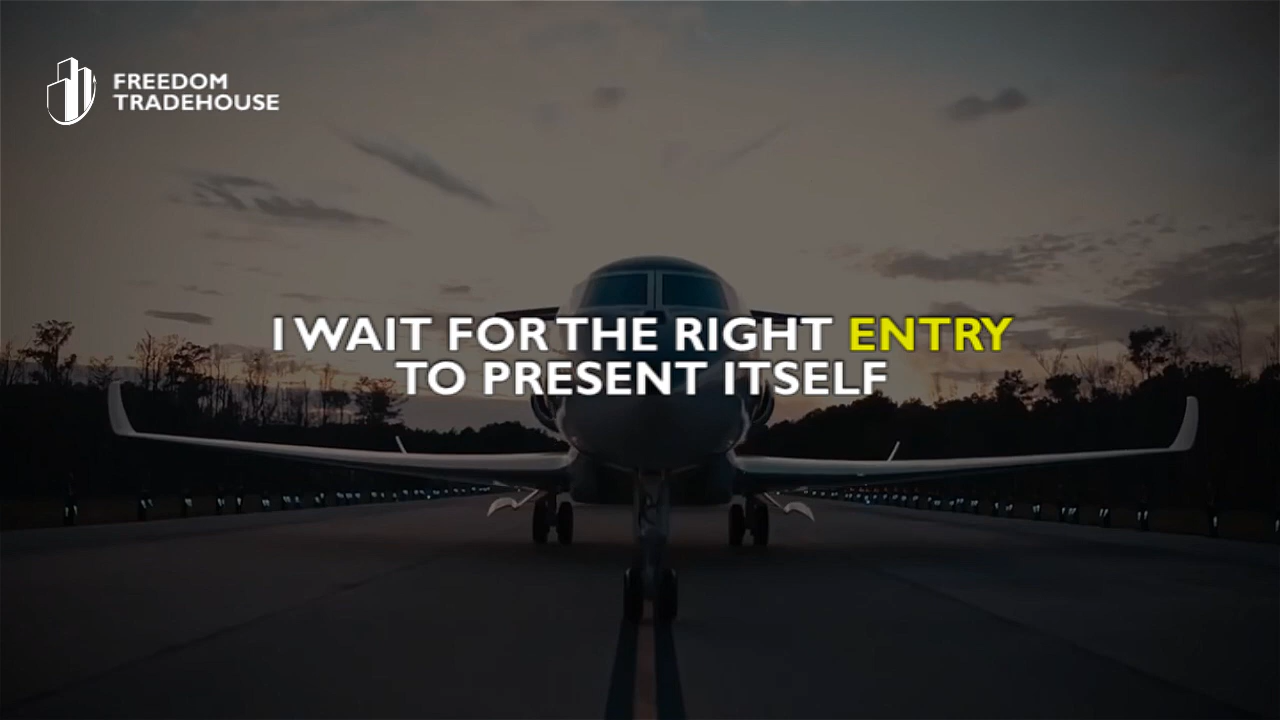 FREEDOM
TRADEHOUSE
I WAIT FOR THE RIGHT ENTRY
TO PRESENT ITSELF